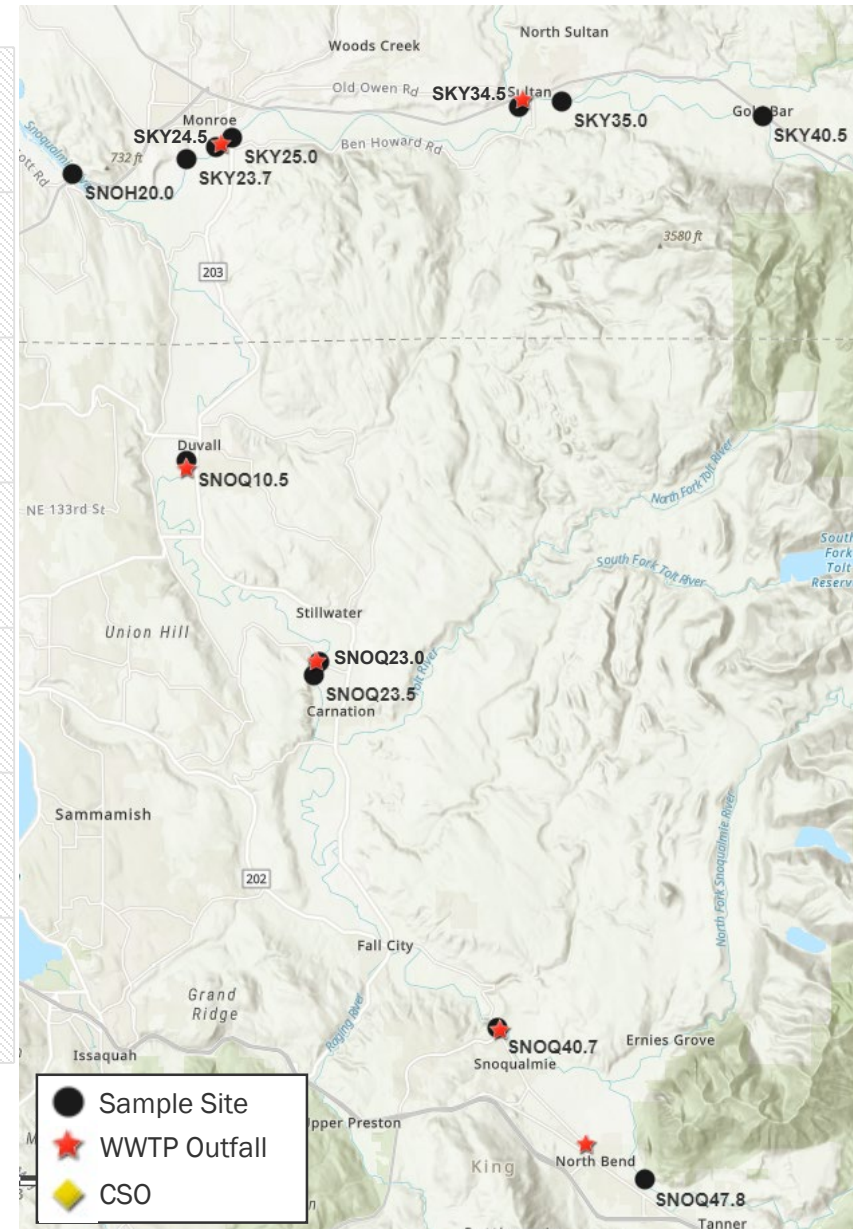 North Sultan
Woods Creek
Old Owen Rd
SKY34.5
Sultan
SKY35.0
SKY40.5
Monroe
SKY24.5
SKY25.0
Ben Howard Rd
732 ft
SKY23.7
SNOH20.0
3580 ft
203
Duvall
SNOQ10.5
NE 133rd St
North Fork Tolt River
South Fork Tolt River
South
Fork
Tolt
Stillwater
Union Hill
SNOQ23.0
SNOQ23.5
Carnation
Sammamish
202
North Fork Snoqualmie River
Fall City
Grand
Ridge
Raging River
SNOQ40.7
Snoqualmie
Ernies Grove
Issaquah
Sample Site
WWTP Outfall
CSO
King
North Bend
SNOQ47.8
Tanner